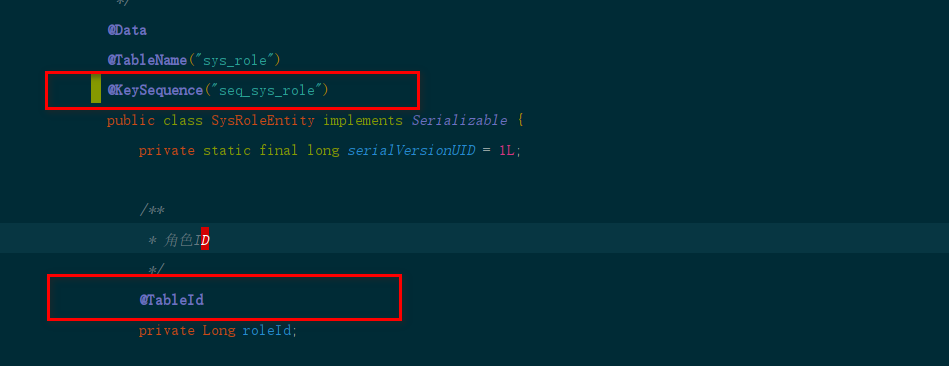 */
@Data
@TableName("sys_role")
@KeySequence("seq_sys_role")
public class SysRoleEntity implements Serializable {
private static final long serialVersionUID = 1L;
/**
* 角色ID
*/
@TableId
private Long roleId;